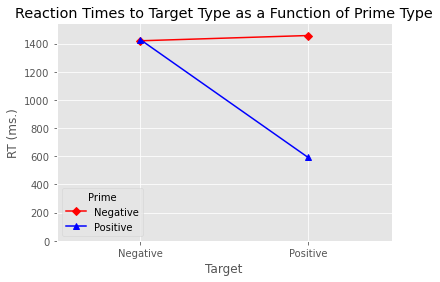 Reaction Times to Target Type as a Function of Prime Type
1400
1200
1000
800
600
400
200
0
RT (ms.)
Prime
Negative
Positive
Negative
Positive
Target